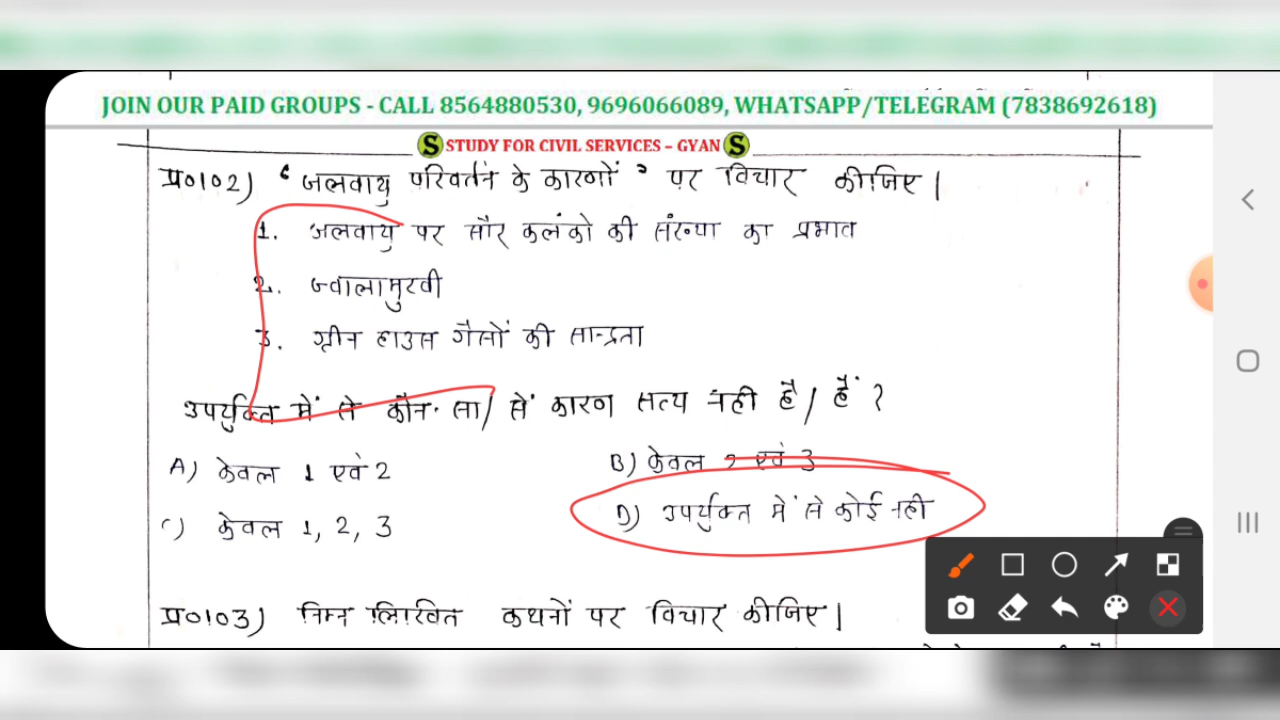 JOIN OUR PAID GROUPS - CALL 8564880530, 9696066089, WHATSAPP/TELEGRAM (7838692618)
S STUDY FOR CIVIL SERVICES – GYAN S
प्र0102) ‘जलवायु परिवर्तन के कारणों’ पर विचार कीजिए।
1. जलवायु पर सौर कलंको की संख्या का प्रभाव
2. ज्वालामुखी
3. ग्रीन हाउस गैसों की सान्द्रता
उपर्युक्त में से कौन-सा/से कारण सत्य नही है/हैं?
A) केवल 1 एवं 2
B) केवल 2 एवं 3
C) केवल 1, 2, 3
D) उपर्युक्त में से कोई नही
प्र0103) निम्न लिखित कथनों पर विचार कीजिए।